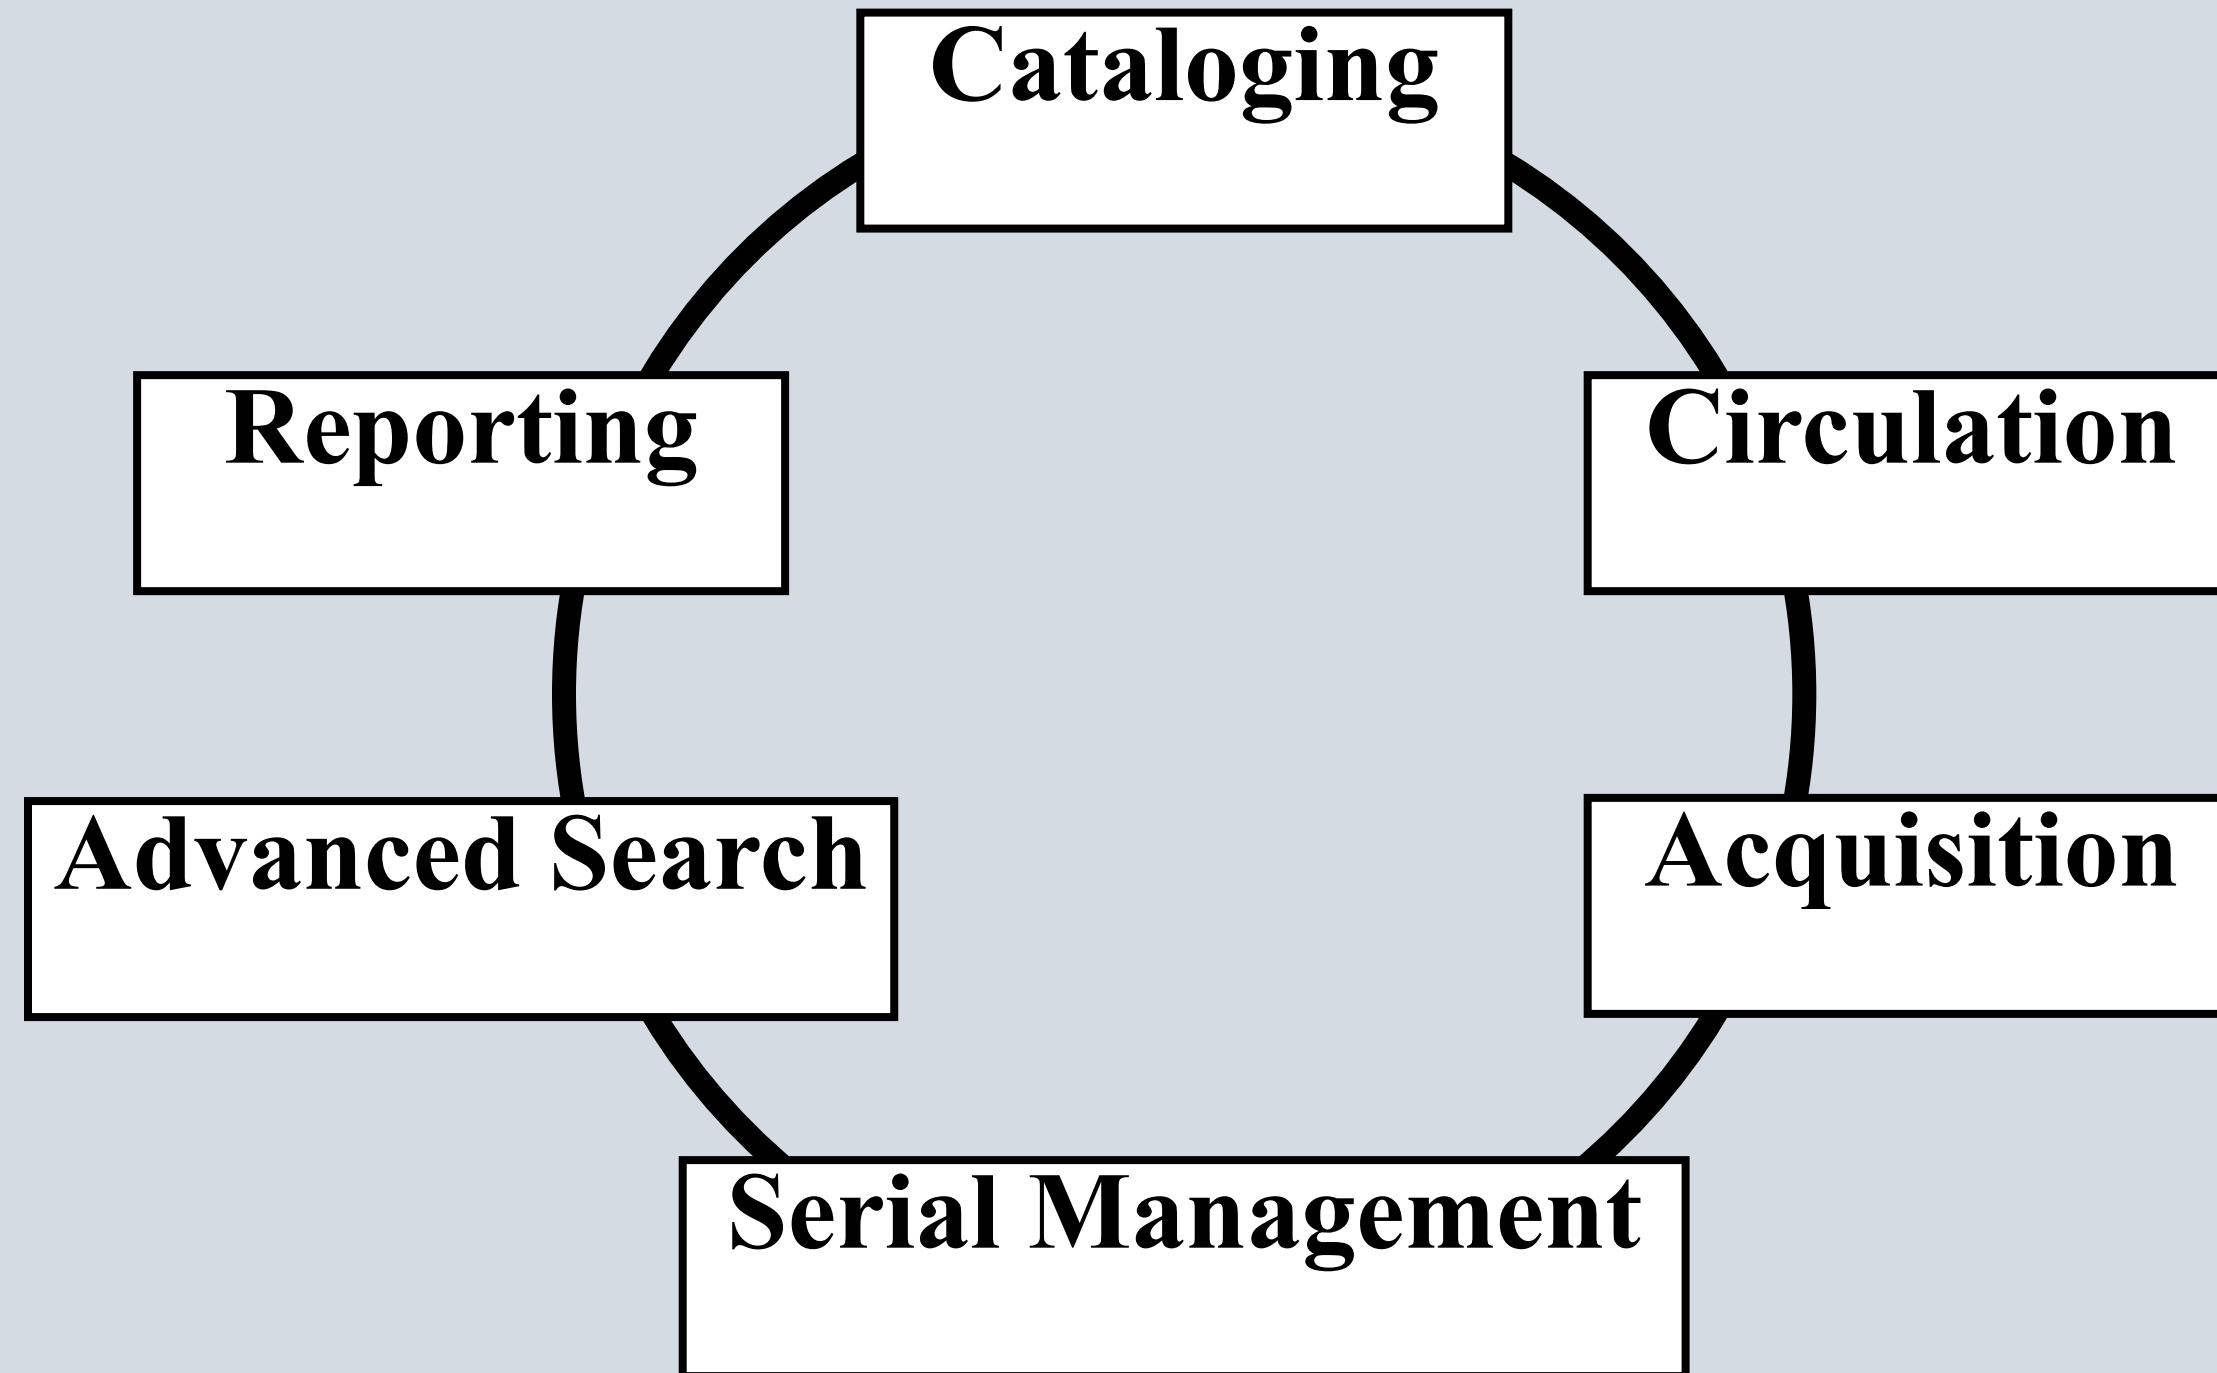 Cataloging
Reporting
Circulation
Advanced Search
Acquisition
Serial Management